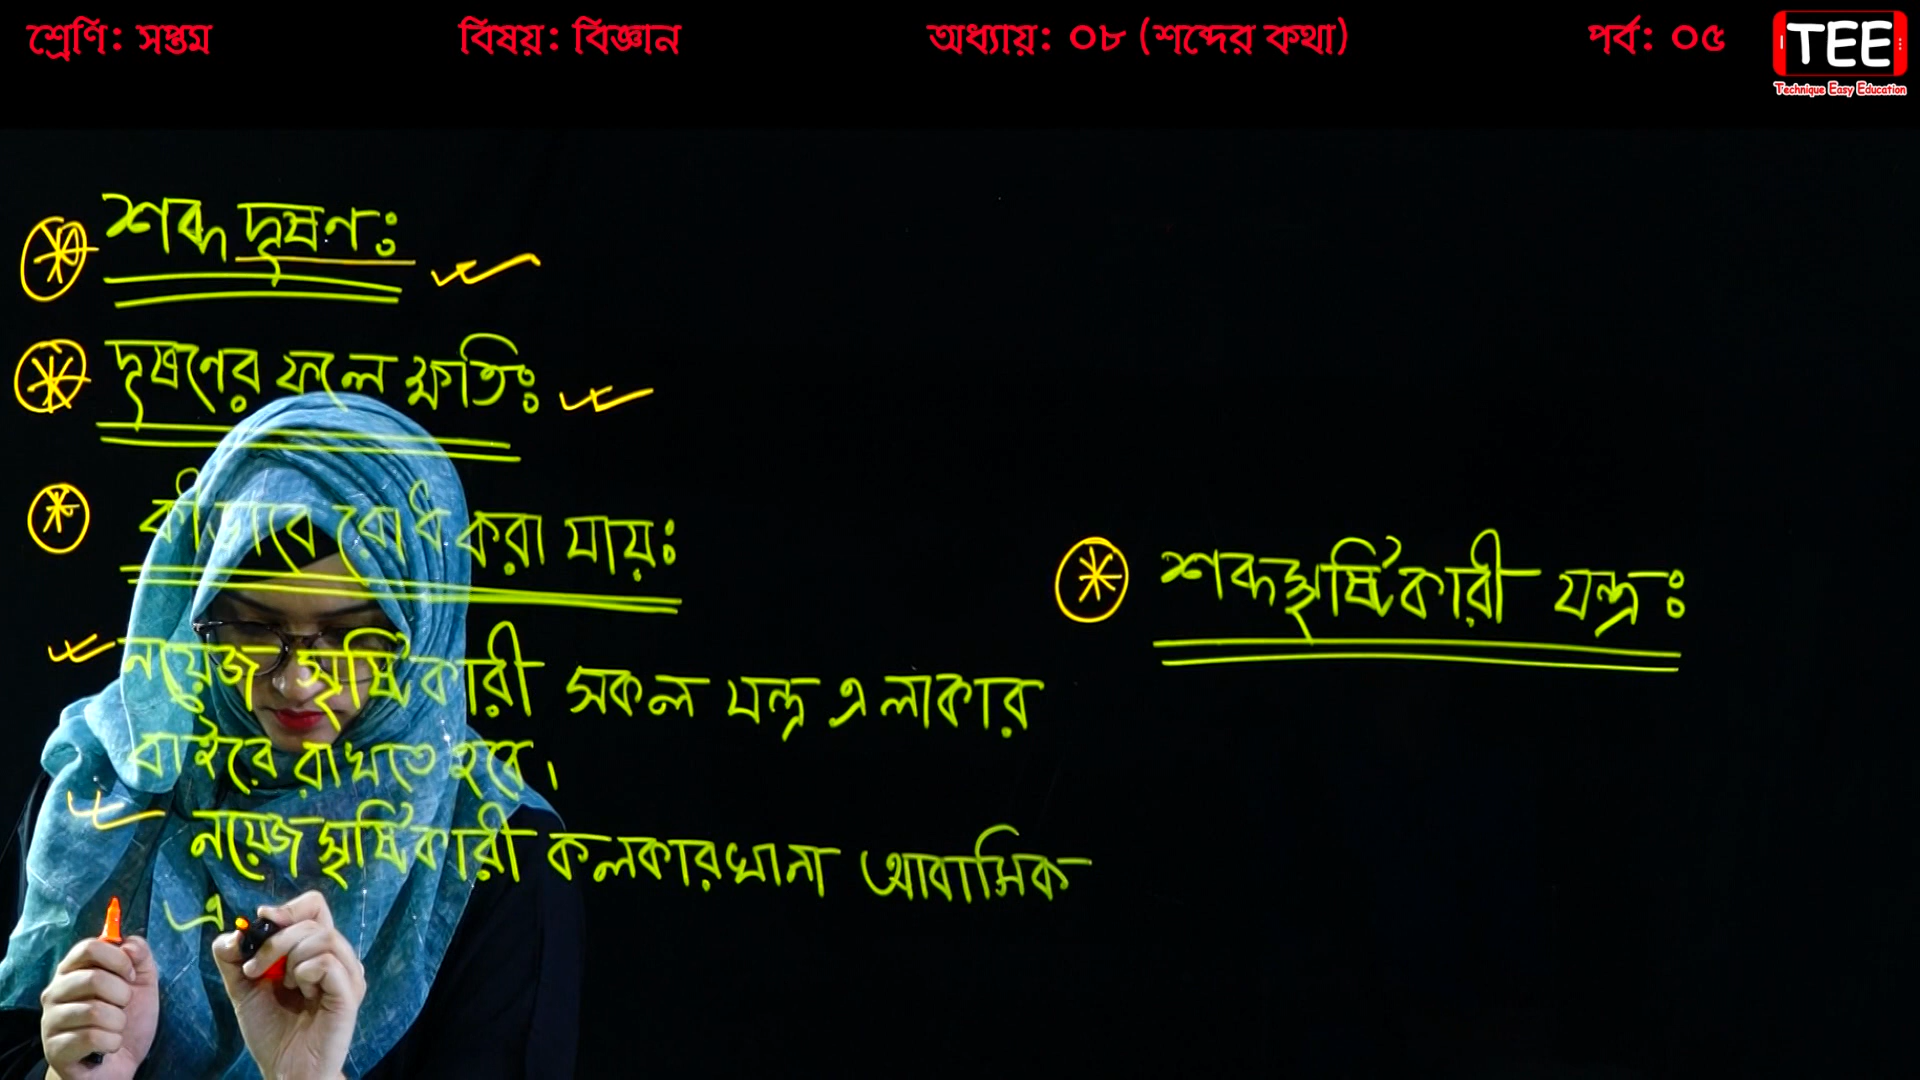 শ্রেণি: সপ্তম
বিষয়: বিজ্ঞান
অধ্যায়: ০৮ (শব্দের কথা)
পর্ব: ০৫
TEE
Technique Easy Education
শব্দ দূষণঃ
দূষণের ফলে ক্ষতিঃ
কীভাবে রোধ করা যায়ঃ
নয়েজ সৃষ্টিকারী সকল যন্ত্র এলাকার
বাইরে রাখতে হবে।
নয়েজ সৃষ্টিকারী কলকারখানা আবাসিক
এ
শব্দসৃষ্টিকারী যন্ত্রঃ